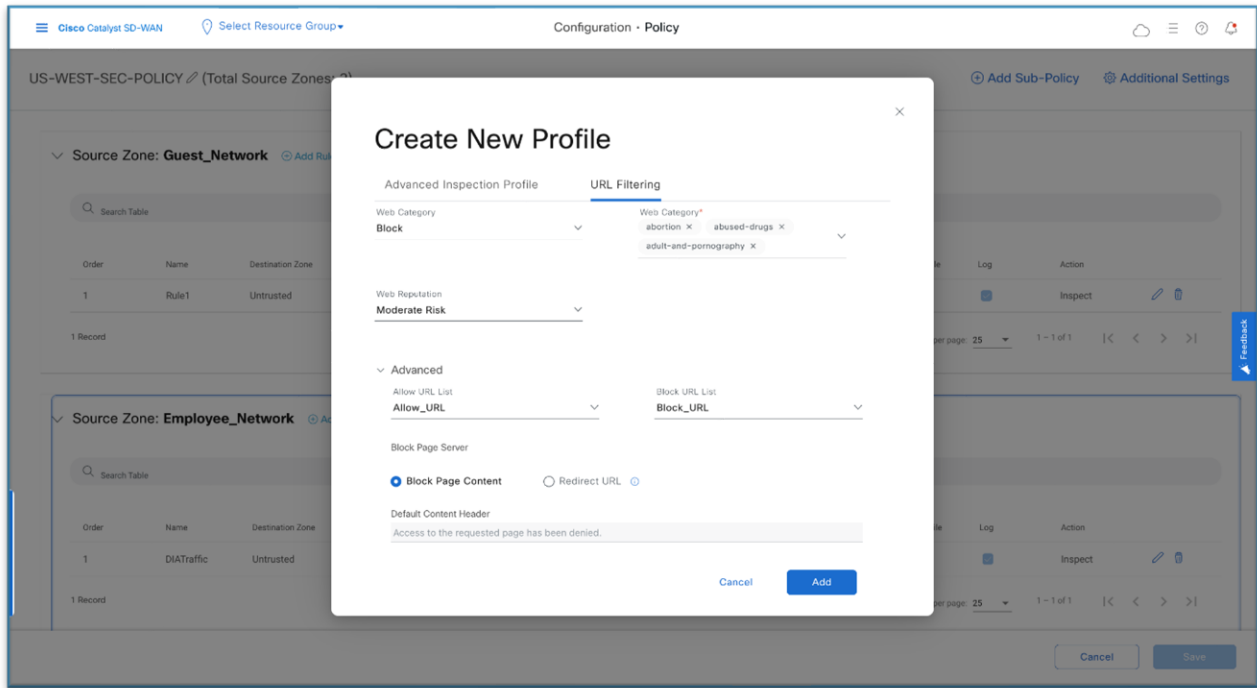 Cisco Catalyst SD-WAN
Select Resource Group
Configuration · Policy
US-WEST-SEC-POLICY (Total Source Zones: 2)
Add Sub-Policy
Additional Settings
Source Zone: Guest_Network
Search Table
Order Name Destination Zone Log Action
1 Rule1 Untrusted Inspect
1 Record
per page: 25 1 – 1 of 1
Create New Profile
Advanced Inspection Profile URL Filtering
Web Category
Block
Web Category*
abortion × abused-drugs ×
adult-and-pornography ×
Web Reputation
Moderate Risk
Advanced
Allow URL List
Allow_URL
Block URL List
Block_URL
Block Page Server
Block Page Content Redirect URL
Default Content Header
Access to the requested page has been denied.
Cancel Add
Source Zone: Employee_Network
Search Table
Order Name Destination Zone Log Action
1 DIATraffic Untrusted Inspect
1 Record
per page: 25 1 – 1 of 1
Feedback
Cancel Save